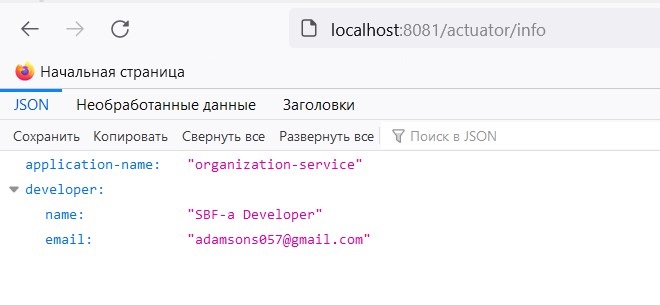 localhost:8081/actuator/info
Начальная страница
JSON Необработанные данные Заголовки
Сохранить Копировать Свернуть все Развернуть все Поиск в JSON
application-name: "organization-service"
developer:
name: "SBF-a Developer"
email: "adamsons057@gmail.com"